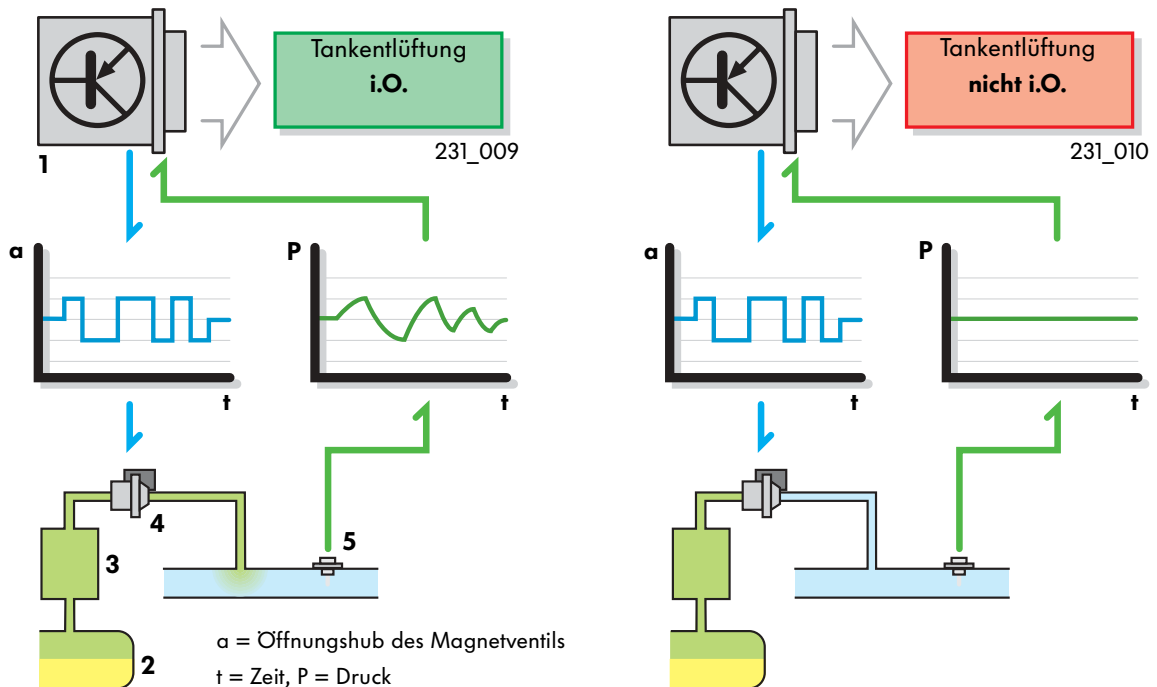 Tankentlüftung
i.O.
231_009
1
a
t
P
t
4
5
3
2
a = Öffnungshub des Magnetventils
t = Zeit, P = Druck
Tankentlüftung
nicht i.O.
231_010
a
t
P
t